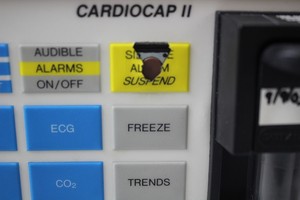 CARDIOCAP II
AUDIBLE
ALARMS
ON/OFF
SUSPEND
ECG
FREEZE
CO₂
TRENDS